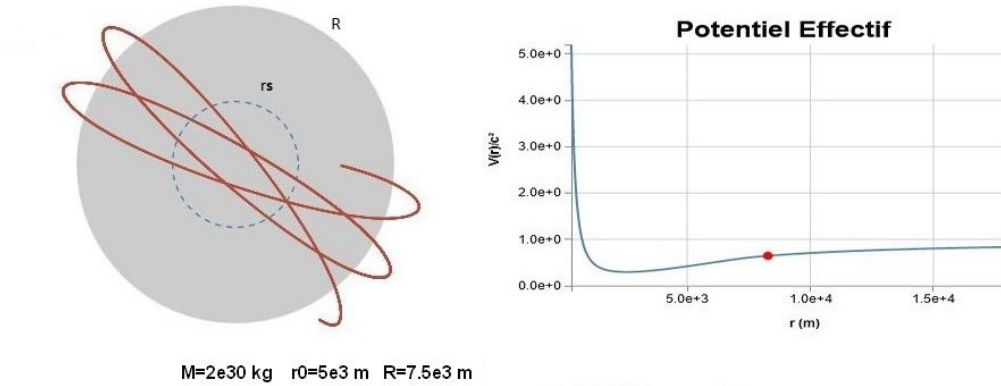 R
rs
M=2e30 kg r0=5e3 m R=7.5e3 m
Potentiel Effectif
V(r)/c²
5.0e+0
4.0e+0
3.0e+0
2.0e+0
1.0e+0
0.0e+0
5.0e+3 1.0e+4 1.5e+4
r (m)